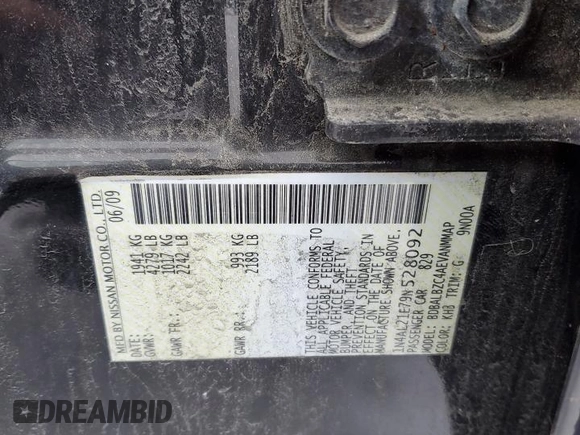 MFD BY NISSAN MOTOR CO., LTD.
06/09
GVWR: 1941 KG
4279 LB
GAWR FR: 1017 KG
2242 LB
GAWR RR: 993 KG
2189 LB
THIS VEHICLE CONFORMS TO
ALL APPLICABLE FEDERAL
MOTOR VEHICLE SAFETY,
BUMPER, AND THEFT
PREVENTION STANDARDS IN
EFFECT ON THE DATE OF
MANUFACTURE SHOWN ABOVE.
1N4AL21E79N528092
PASSENGER CAR 829
MODEL: BDBALBZC4AEVANMMAP
COLOR: KH3 TRIM: G 9N00A
R
DREAMBID